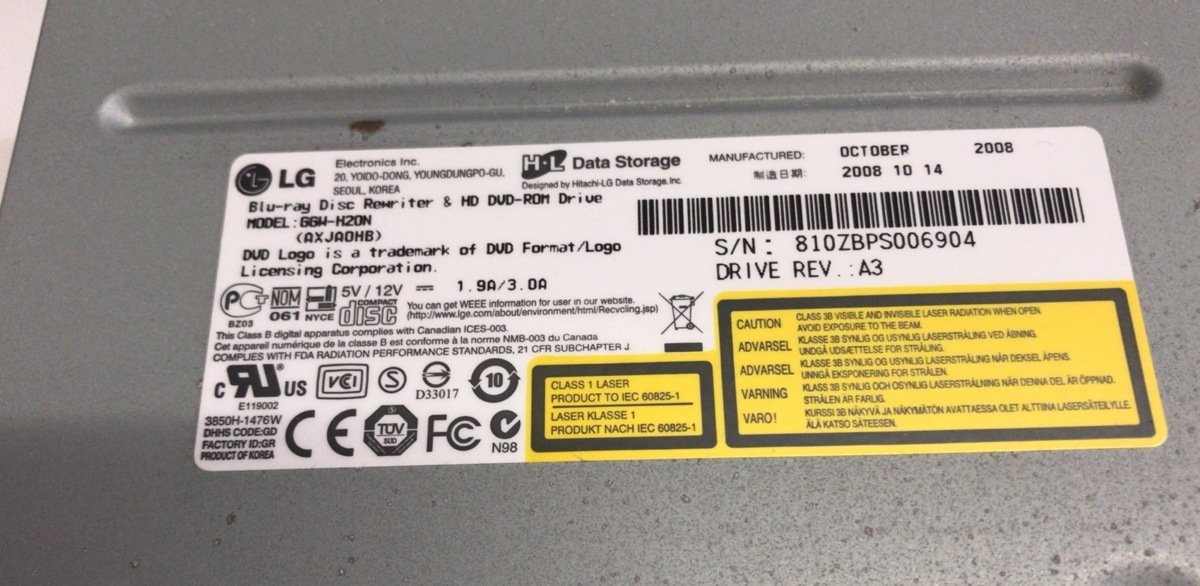 LG
Electronics Inc.
20, YOIDO-DONG, YOUNGDUNGPO-GU,
SEOUL, KOREA
H·L Data Storage
Designed by Hitachi-LG Data Storage, Inc
MANUFACTURED: OCTOBER 2008
制造日期: 2008 10 14
Blu-ray Disc Rewriter & HD DVD-ROM Drive
MODEL: GGW-H20N
(AXJAOHB)
DVD Logo is a trademark of DVD Format/Logo
Licensing Corporation.
S/N: 810ZBPS006904
DRIVE REV.:A3
5V / 12V ⎓ 1.9A/3.0A
PCT
BZ03
NOM
061 NYCE
COMPACT
disc
You can get WEEE information for user in our website.
(http://www.lge.com/about/environment/html/Recycling.jsp)
This Class B digital apparatus complies with Canadian ICES-003.
Cet appareil numérique de la classe B est conforme à la norme NMB-003 du Canada
COMPLIES WITH FDA RADIATION PERFORMANCE STANDARDS, 21 CFR SUBCHAPTER J
c RU US
E119002
VCI
S
D33017
10
3850H-1476W
DHHS CODE:GD
FACTORY ID:GR
PRODUCT OF KOREA
CE
TÜV
SÜD
FC
N98
CLASS 1 LASER
PRODUCT TO IEC 60825-1
LASER KLASSE 1
PRODUKT NACH IEC 60825-1
CAUTION CLASS 3B VISIBLE AND INVISIBLE LASER RADIATION WHEN OPEN.
AVOID EXPOSURE TO THE BEAM.
ADVARSEL KLASSE 3B SYNLIG OG USYNLIG LASERSTRÅLING VED ÅBNING.
UNDGÅ UDSÆTTELSE FOR STRÅLING.
ADVARSEL KLASSE 3B SYNLIG OG USYNLIG LASERSTRÅLING NÅR DEKSEL ÅPENS.
UNNGÅ EKSPONERING FOR STRÅLEN.
VARNING KLASS 3B SYNLIG OCH OSYNLIG LASERSTRÅLNING NÄR DENNA DEL ÄR ÖPPNAD.
STRÅLEN ÄR FARLIG.
VARO! KURSSI 3B NÄKYVÄ JA NÄKYMÄTÖN AVATTAESSA OLET ALTTIINA LASERSÄTEILYLLE.
ÄLÄ KATSO SÄTEESEEN.